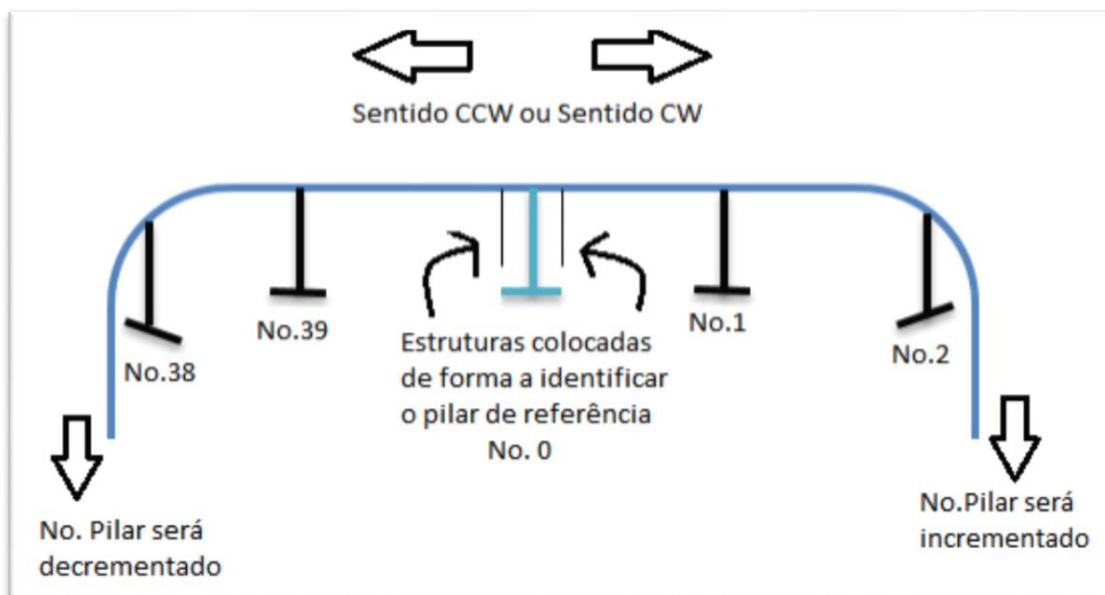 Sentido CCW ou Sentido CW
No.38
No.39
Estruturas colocadas
de forma a identificar
o pilar de referência
No. 0
No.1
No.2
No. Pilar será
decrementado
No.Pilar será
incrementado